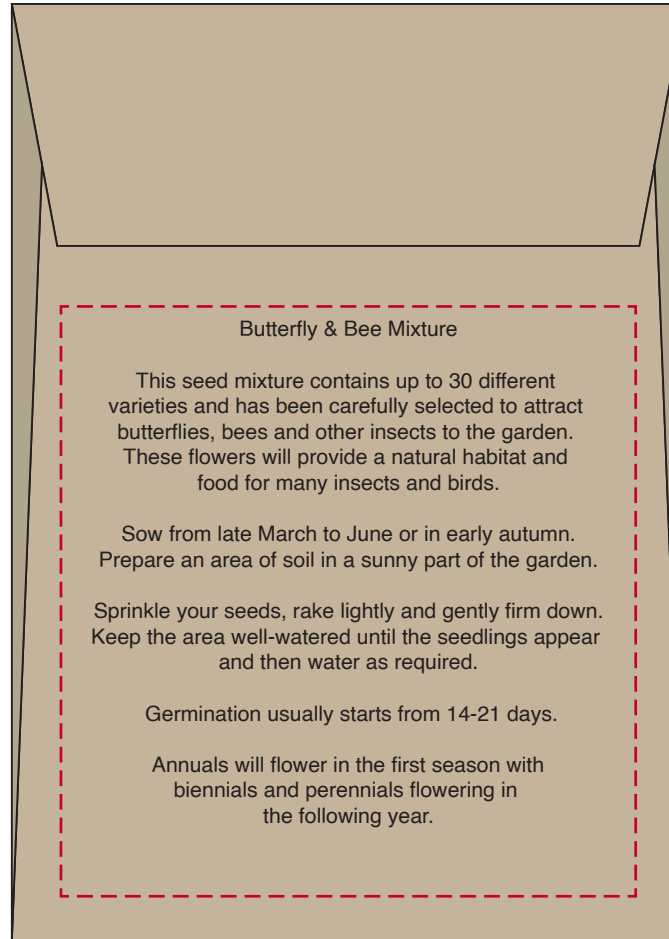 Butterfly & Bee Mixture
This seed mixture contains up to 30 different
varieties and has been carefully selected to attract
butterflies, bees and other insects to the garden.
These flowers will provide a natural habitat and
food for many insects and birds.
Sow from late March to June or in early autumn.
Prepare an area of soil in a sunny part of the garden.
Sprinkle your seeds, rake lightly and gently firm down.
Keep the area well-watered until the seedlings appear
and then water as required.
Germination usually starts from 14-21 days.
Annuals will flower in the first season with
biennials and perennials flowering in
the following year.